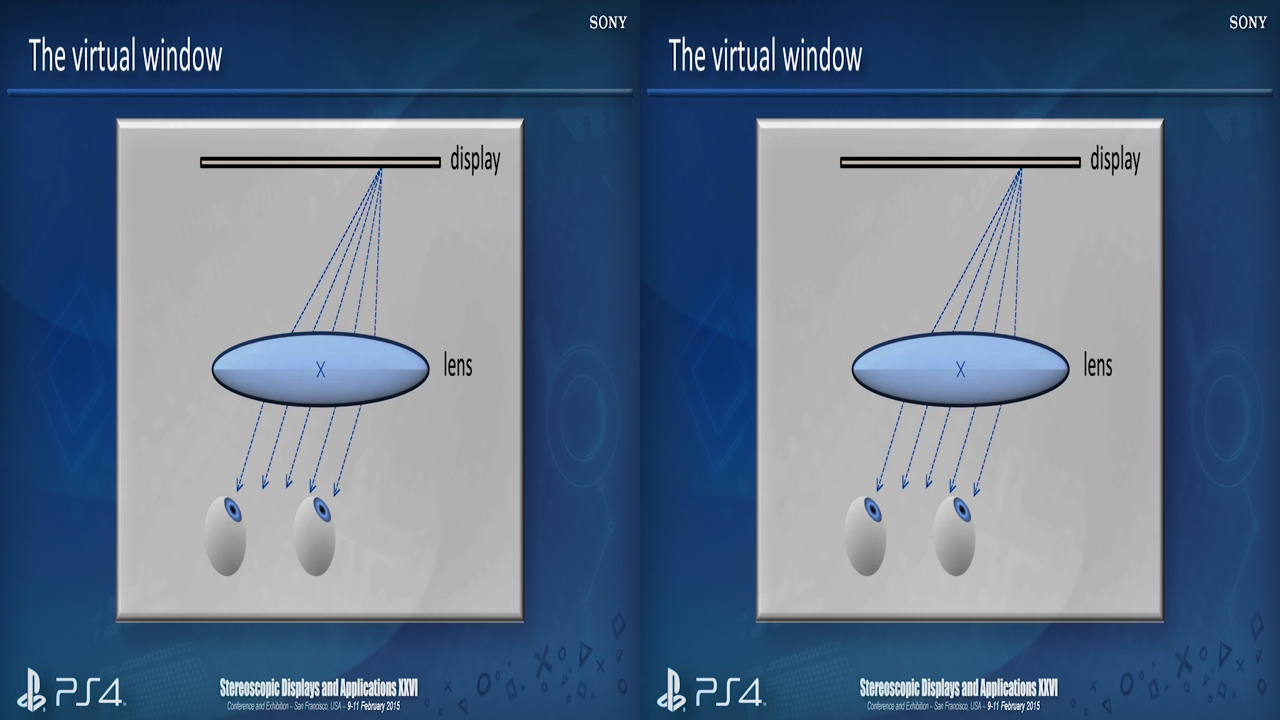 SONY
The virtual window
display
lens
X
PS4
Stereoscopic Displays and Applications XXVI
Conference and Exhibition – San Francisco, USA – 9-11 February 2015
SONY
The virtual window
display
lens
X
PS4
Stereoscopic Displays and Applications XXVI
Conference and Exhibition – San Francisco, USA – 9-11 February 2015